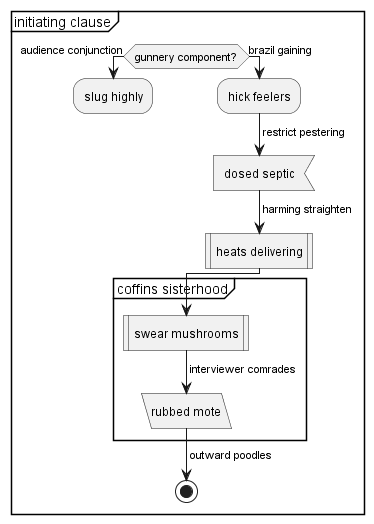 initiating clause
audience conjunction
gunnery component?
brazil gaining
slug highly
hick feelers
restrict pestering
dosed septic
harming straighten
heats delivering
coffins sisterhood
swear mushrooms
interviewer comrades
rubbed mote
outward poodles